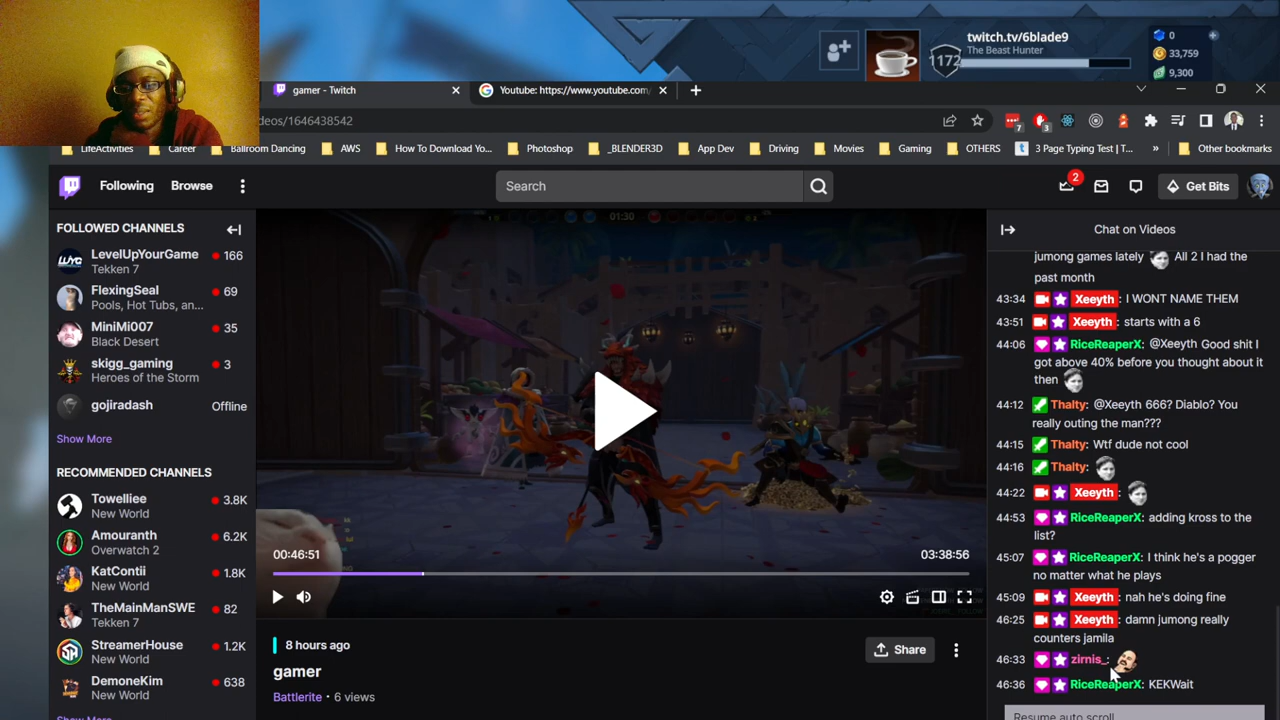 twitch.tv/6blade9
The Beast Hunter
1172
0
33,759
9,300
gamer - Twitch
Youtube: https://www.youtube.com/
deos/1646438542
7
3
LifeActivities
Career
Ballroom Dancing
AWS
How To Download Yo...
Photoshop
_BLENDER3D
App Dev
Driving
Movies
Gaming
OTHERS
3 Page Typing Test | T...
»
Other bookmarks
Following
Browse
Search
2
Get Bits
FOLLOWED CHANNELS
LevelUpYourGame
166
Tekken 7
FlexingSeal
69
Pools, Hot Tubs, an...
MiniMi007
35
Black Desert
skigg_gaming
3
Heroes of the Storm
gojiradash
Offline
Show More
RECOMMENDED CHANNELS
Towelliee
3.8K
New World
Amouranth
6.2K
Overwatch 2
KatContii
1.8K
New World
TheMainManSWE
82
Tekken 7
StreamerHouse
1.2K
New World
DemoneKim
638
New World
Show More
01:30
00:46:51
03:38:56
8 hours ago
Share
gamer
Battlerite • 6 views
Chat on Videos
jumong games lately All 2 I had the
past month
43:34 Xeeyth: I WONT NAME THEM
43:51 Xeeyth: starts with a 6
44:06 RiceReaperX: @Xeeyth Good shit I
got above 40% before you thought about it
then
44:12 Thalty: @Xeeyth 666? Diablo? You
really outing the man???
44:15 Thalty: Wtf dude not cool
44:16 Thalty:
44:22 Xeeyth:
44:53 RiceReaperX: adding kross to the
list?
45:07 RiceReaperX: I think he's a pogger
no matter what he plays
45:09 Xeeyth: nah he's doing fine
46:25 Xeeyth: damn jumong really
counters jamila
46:33 zirnis_:
46:36 RiceReaperX: KEKWait
Resume auto scroll